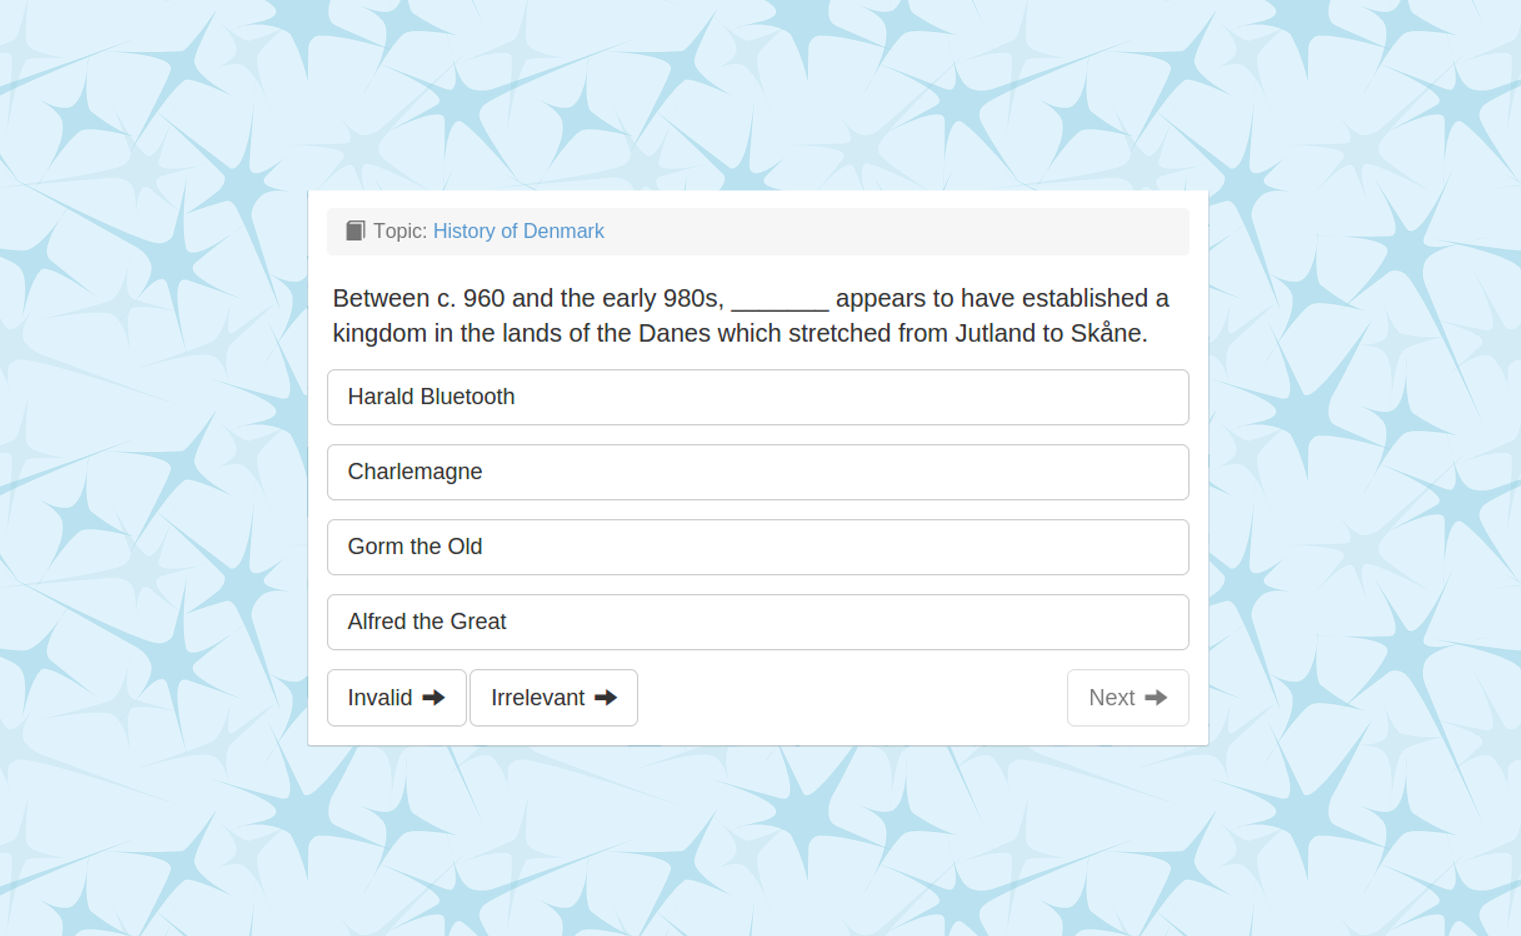 Topic: History of Denmark
Between c. 960 and the early 980s, _______ appears to have established a
kingdom in the lands of the Danes which stretched from Jutland to Skåne.
Harald Bluetooth
Charlemagne
Gorm the Old
Alfred the Great
Invalid Irrelevant Next